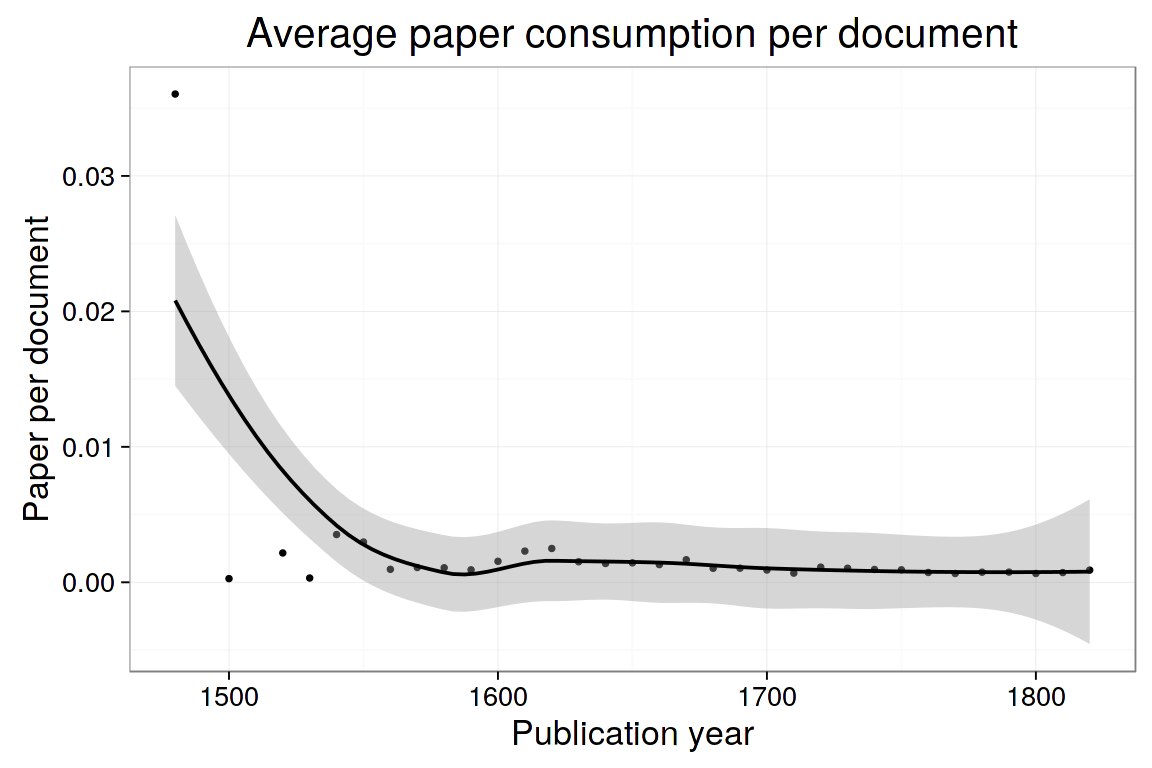 Average paper consumption per document
Paper per document
0.03
0.02
0.01
0.00
1500 1600 1700 1800
Publication year